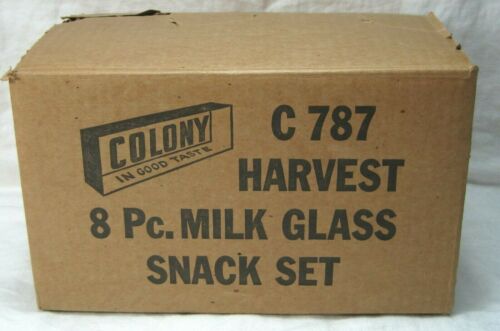 COLONY
IN GOOD TASTE
C 787
HARVEST
8 Pc. MILK GLASS
SNACK SET